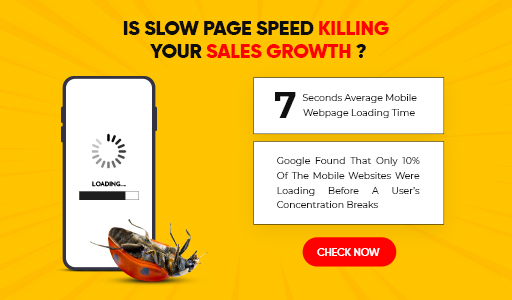 IS SLOW PAGE SPEED KILLING
YOUR SALES GROWTH ?
LOADING....
7 Seconds Average Mobile
Webpage Loading Time
Google Found That Only 10%
Of The Mobile Websites Were
Loading Before A User's
Concentration Breaks
CHECK NOW